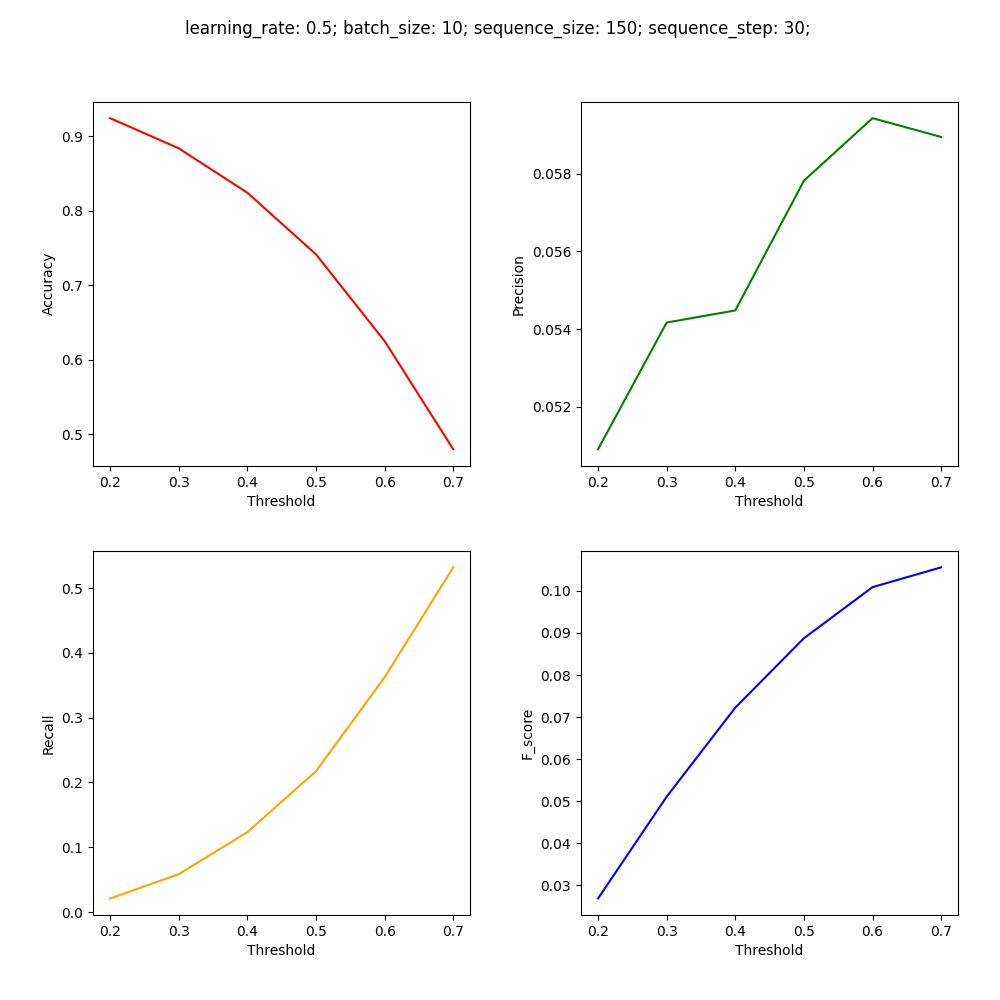 learning_rate: 0.5; batch_size: 10; sequence_size: 150; sequence_step: 30;
0.9
0.8
0.7
0.6
0.5
Accuracy
0.2 0.3 0.4 0.5 0.6 0.7
Threshold
0.058
0.056
0.054
0.052
Precision
0.2 0.3 0.4 0.5 0.6 0.7
Threshold
0.5
0.4
0.3
0.2
0.1
0.0
Recall
0.2 0.3 0.4 0.5 0.6 0.7
Threshold
0.10
0.09
0.08
0.07
0.06
0.05
0.04
0.03
F_score
0.2 0.3 0.4 0.5 0.6 0.7
Threshold